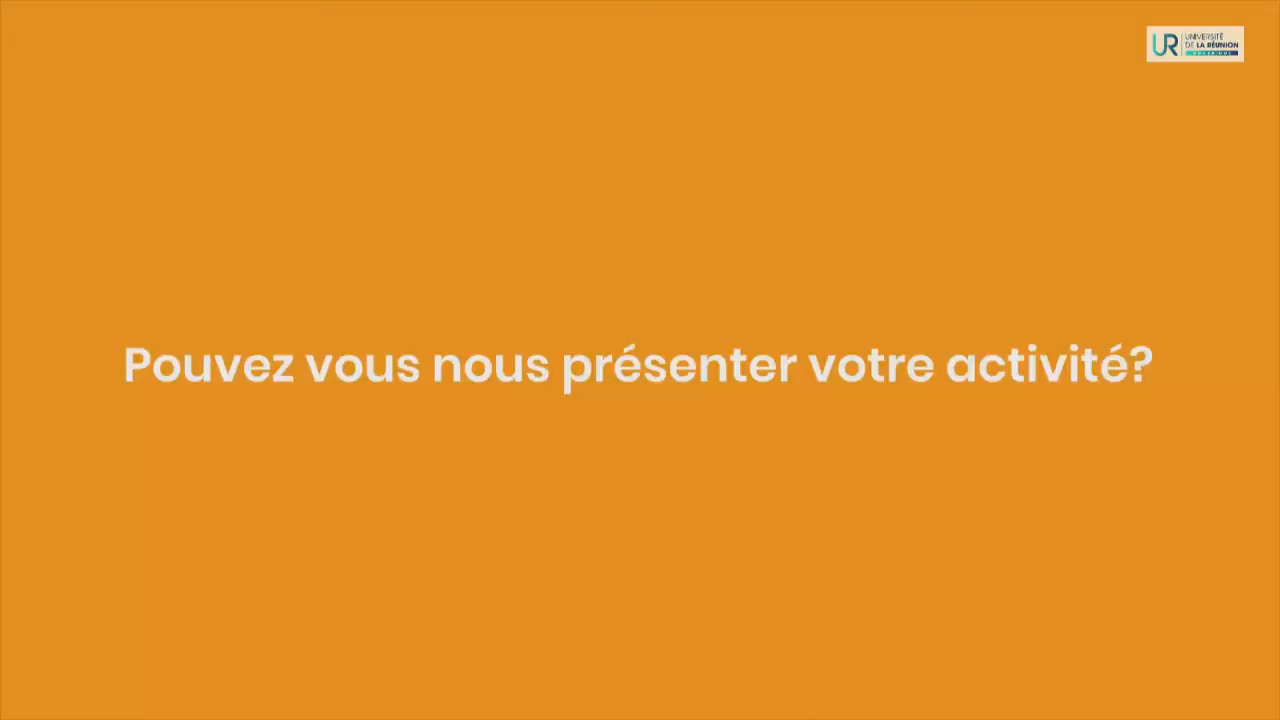 UR
UNIVERSITÉ
DE LA RÉUNION
Pouvez vous nous présenter votre activité?